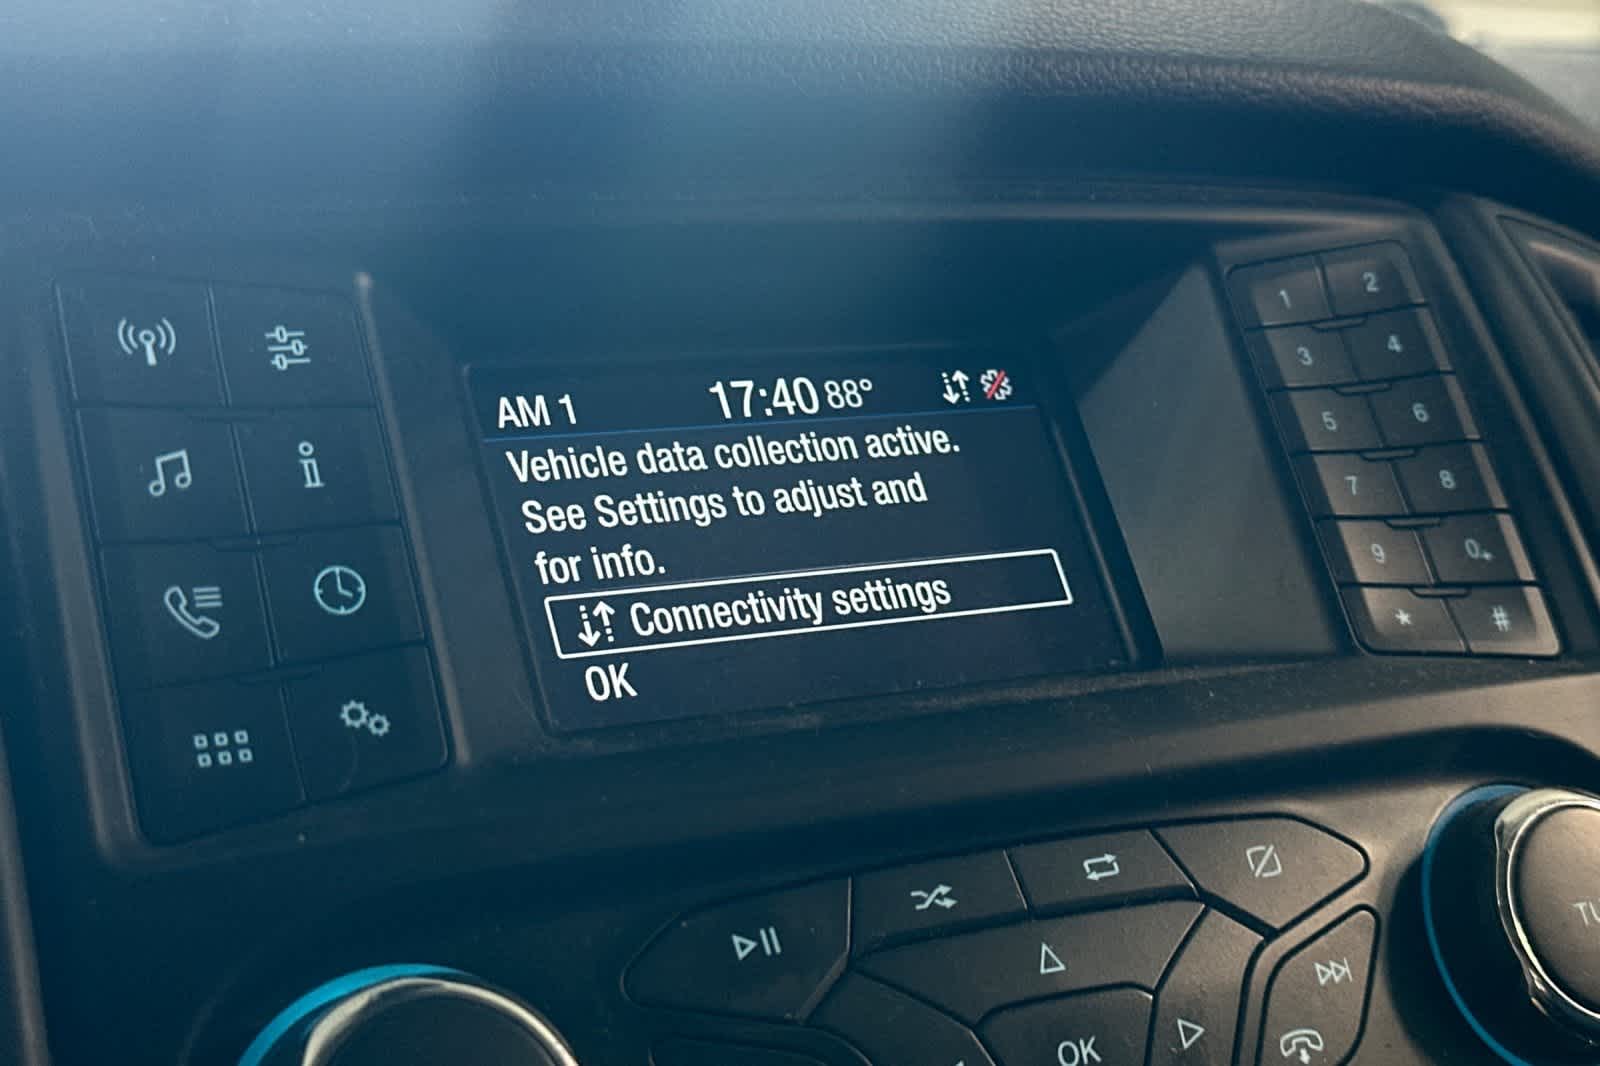 AM 1 17:40 88°
Vehicle data collection active.
See Settings to adjust and
for info.
Connectivity settings
OK
1 2
3 4
5 6
7 8
9 0+
* #
OK
TU